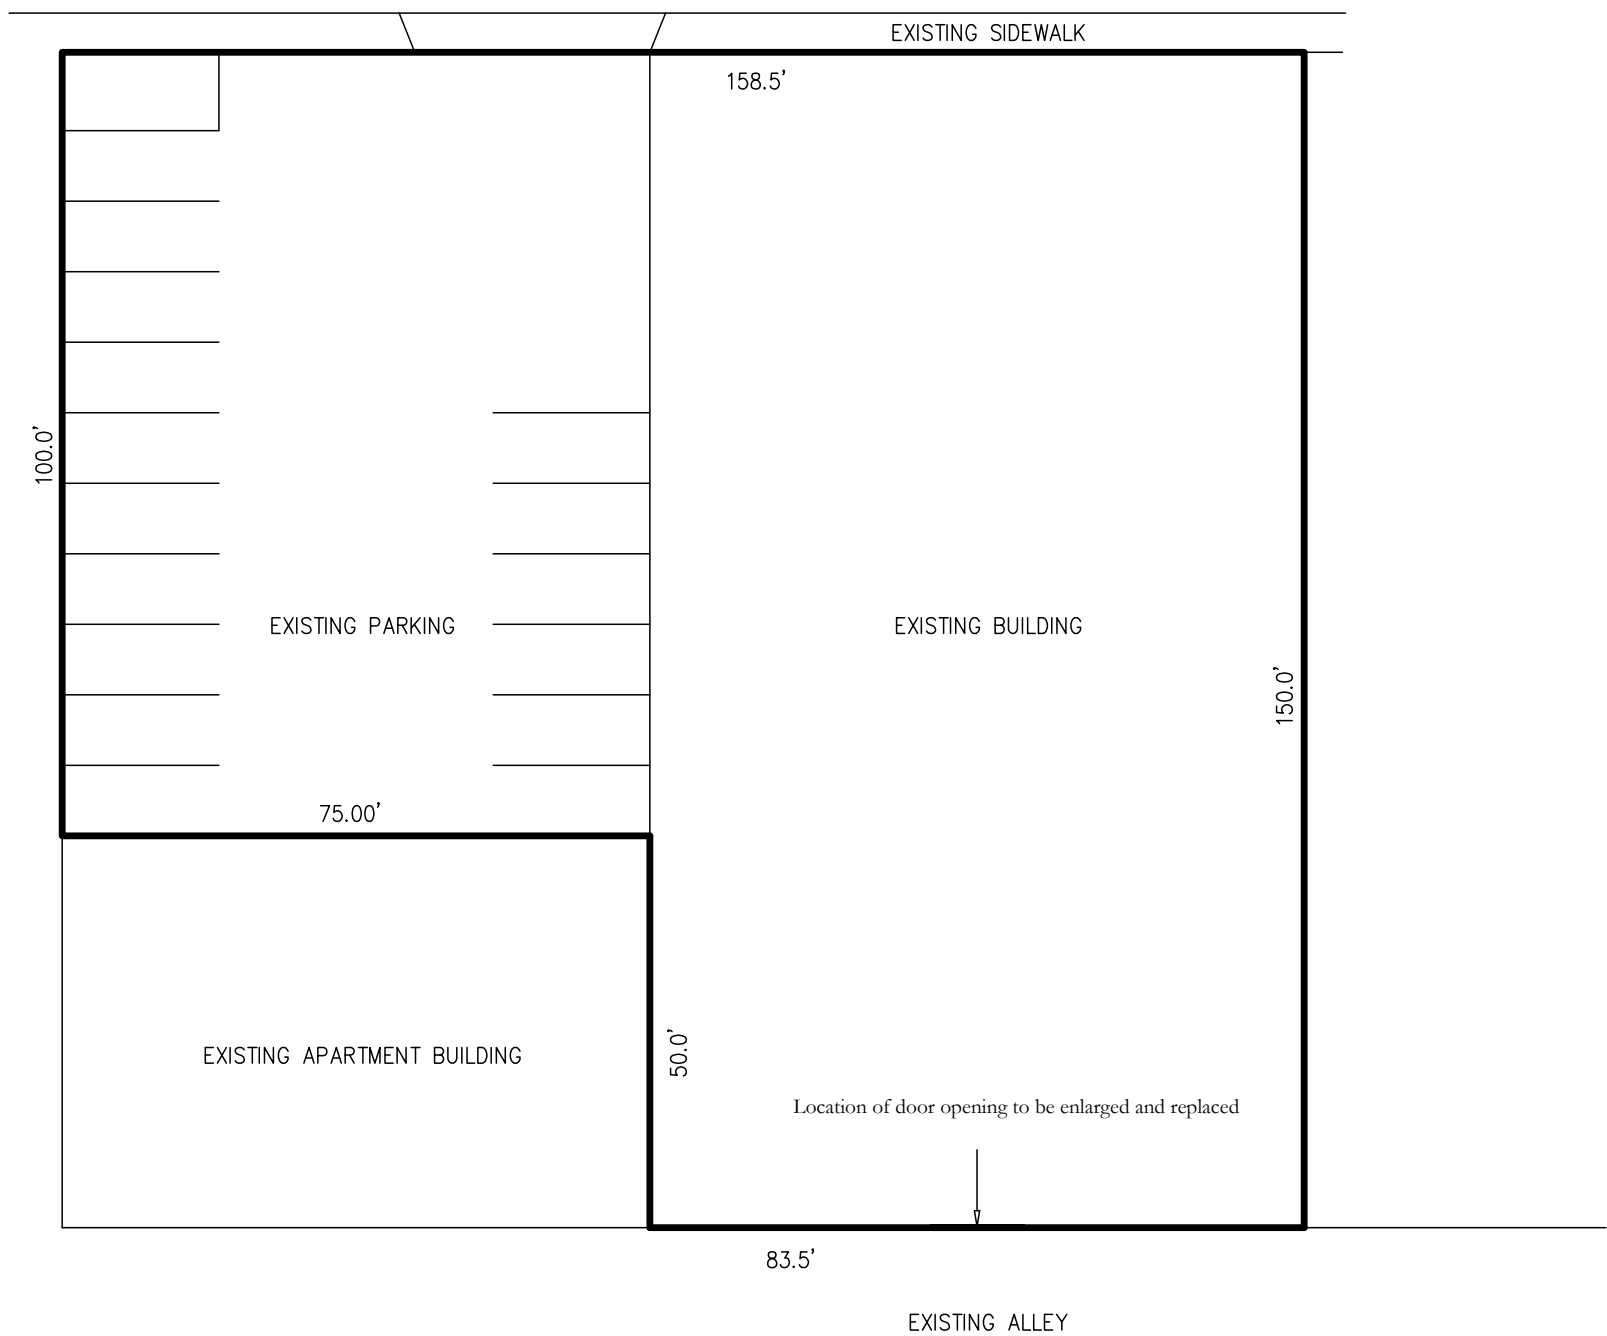 EXISTING SIDEWALK
158.5'
100.0'
EXISTING PARKING
EXISTING BUILDING
150.0'
75.00'
50.0'
EXISTING APARTMENT BUILDING
Location of door opening to be enlarged and replaced
83.5'
EXISTING ALLEY